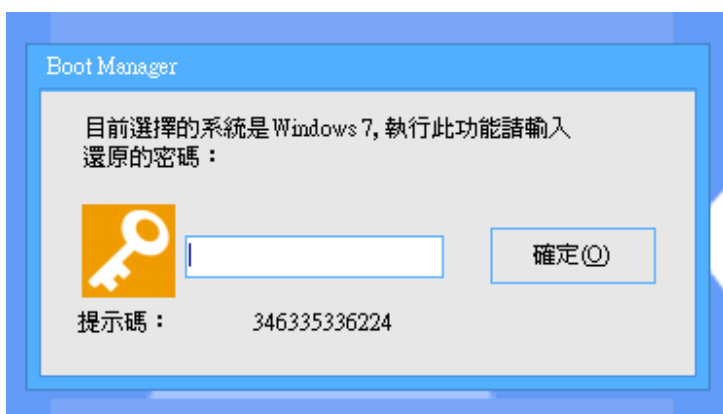 Boot Manager
目前選擇的系統是Windows 7, 執行此功能請輸入
還原的密碼：
確定(O)
提示碼： 346335336224